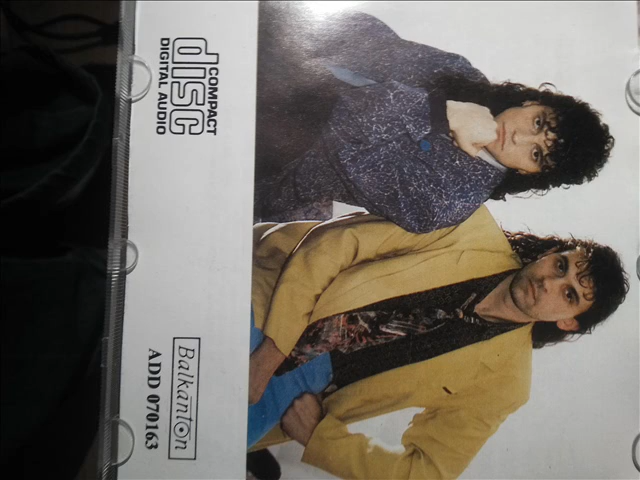 COMPACT
disc
DIGITAL AUDIO
Balkanton
ADD 070163